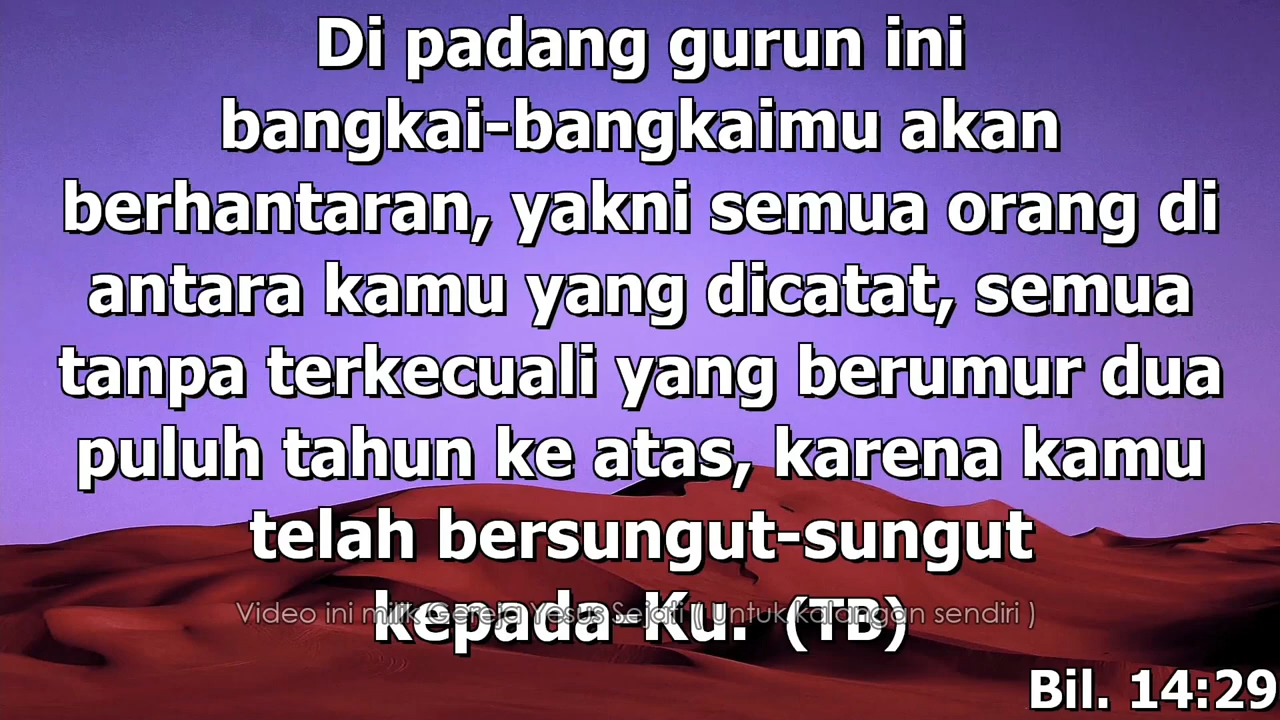 Di padang gurun ini
bangkai-bangkaimu akan
berhantaran, yakni semua orang di
antara kamu yang dicatat, semua
tanpa terkecuali yang berumur dua
puluh tahun ke atas, karena kamu
telah bersungut-sungut
kepada-Ku. (TB)
Video ini milik Gereja Yesus Sejati ( Untuk kalangan sendiri )
Bil. 14:29